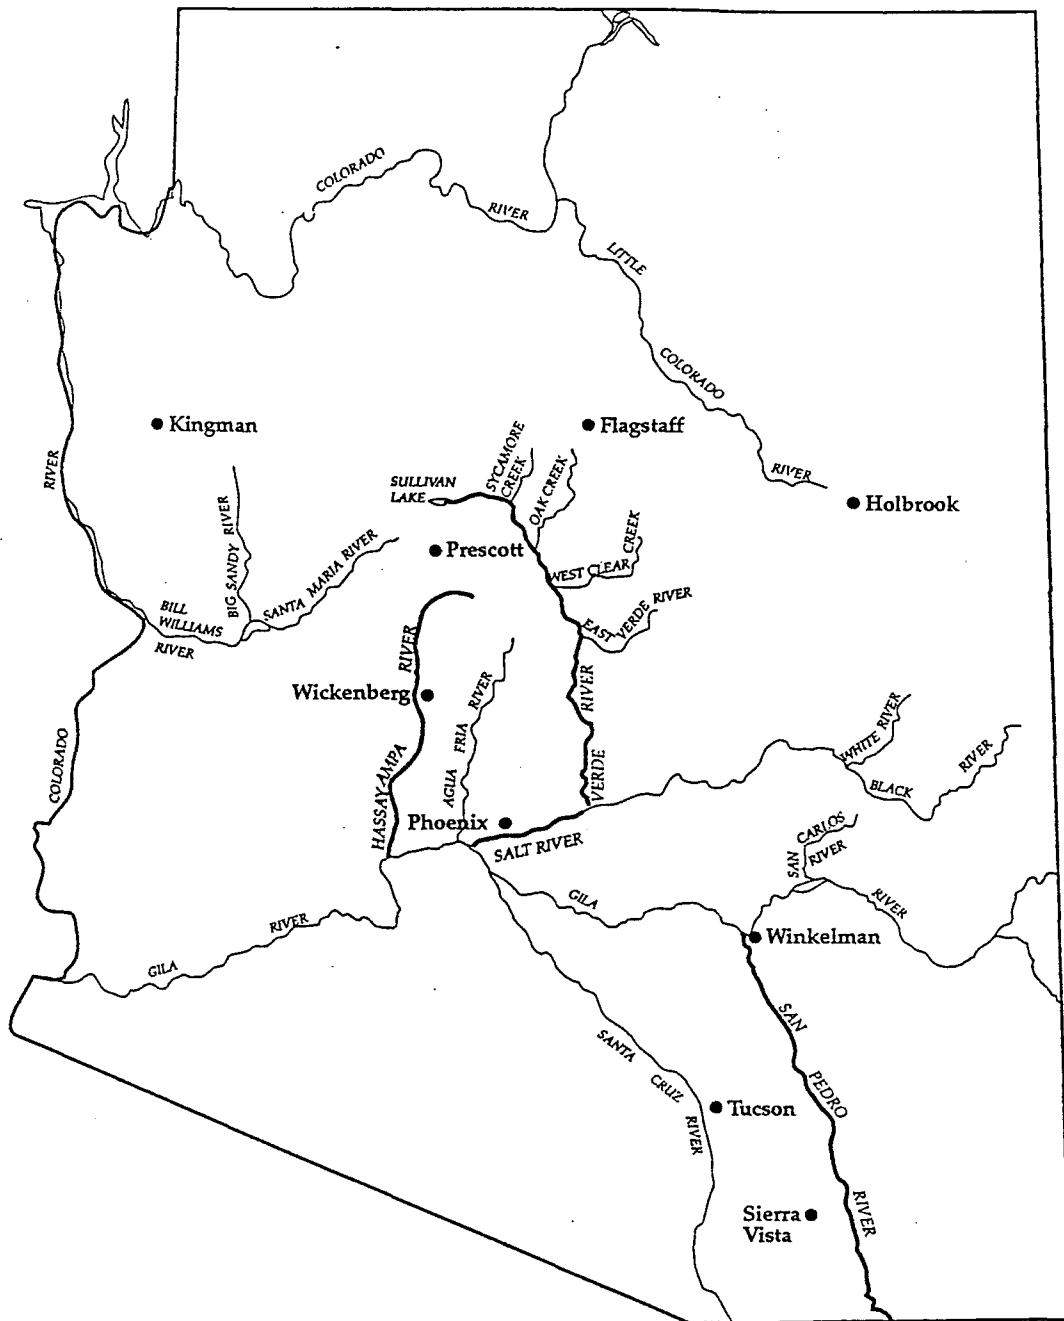 COLORADO
RIVER
LITTLE
COLORADO
RIVER
RIVER
Kingman
Flagstaff
Holbrook
SULLIVAN
LAKE
SYCAMORE
CREEK
OAK CREEK
Prescott
WEST CLEAR CREEK
BIG SANDY RIVER
SANTA MARIA RIVER
BILL
WILLIAMS
RIVER
EAST VERDE RIVER
RIVER
VERDE
Wickenberg
RIVER
HASSAYAMPA
AGUA FRIA RIVER
COLORADO
WHITE RIVER
BLACK
RIVER
Phoenix
SALT RIVER
SAN CARLOS
RIVER
GILA
RIVER
Winkelman
RIVER
GILA
SAN
PEDRO
RIVER
SANTA
CRUZ
RIVER
Tucson
Sierra
Vista